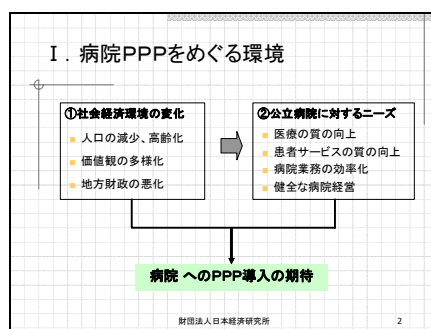 Ⅰ．病院PPPをめぐる環境
①社会経済環境の変化
人口の減少、高齢化
価値観の多様化
地方財政の悪化
②公立病院に対するニーズ
医療の質の向上
患者サービスの質の向上
病院業務の効率化
健全な病院経営
病院 へのPPP導入の期待
財団法人日本経済研究所
2